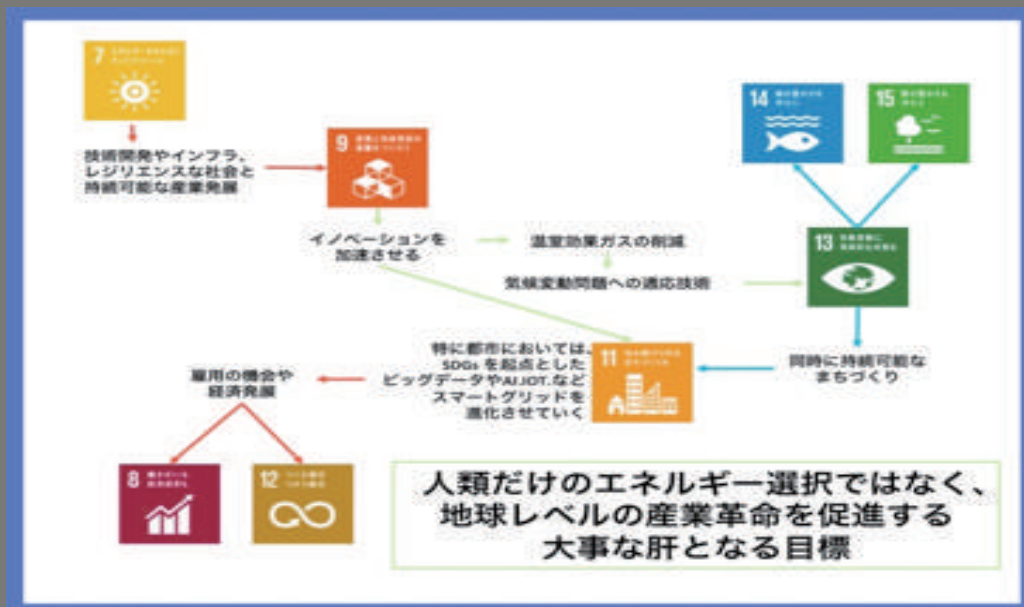 7
技術開発やインフラ、
レジリエンスな社会と
持続可能な産業発展
9
イノベーションを
加速させる
温室効果ガスの削減
気候変動問題への適応技術
14
15
13
同時に持続可能な
まちづくり
11
特に都市においては、
SDGs を起点とした
ビッグデータやAI.IOT.など
スマートグリッドを
進化させていく
雇用の機会や
経済発展
8
12
人類だけのエネルギー選択ではなく、
地球レベルの産業革命を促進する
大事な肝となる目標